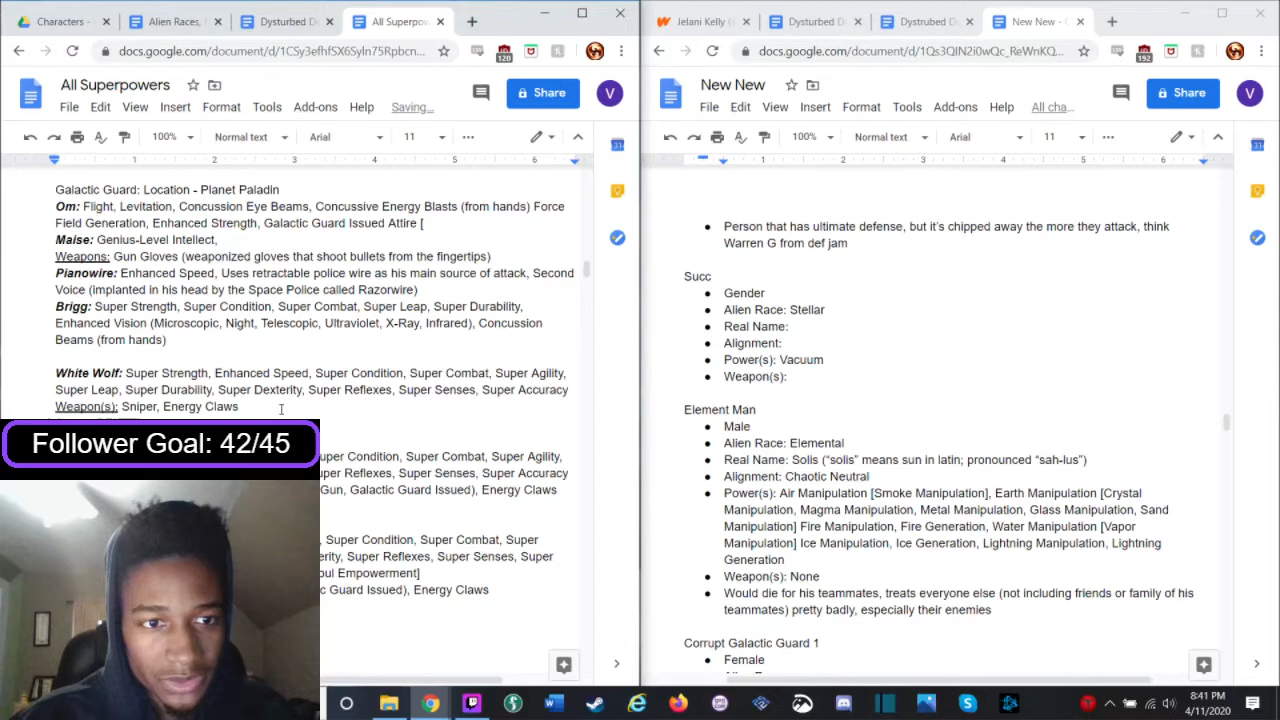 Characters -
Alien Races,
Dysturbed De
All Superpow
Jelani Kelly (
Dysturbed D
Dystrubed D
New New - G
docs.google.com/document/d/1CSy3efhfSX6Syln75Rpbcn...
120
docs.google.com/document/d/1Qs3QIN2i0wQc_ReWnKQ...
192
All Superpowers
Share
V
File Edit View Insert Format Tools Add-ons Help Saving...
100% Normal text Arial 11
New New
Share
V
File Edit View Insert Format Tools Add-ons Help All cha...
100% Normal text Arial 11
Galactic Guard: Location - Planet Paladin
Om: Flight, Levitation, Concussion Eye Beams, Concussive Energy Blasts (from hands) Force
Field Generation, Enhanced Strength, Galactic Guard Issued Attire [
Maise: Genius-Level Intellect,
Weapons: Gun Gloves (weaponized gloves that shoot bullets from the fingertips)
Pianowire: Enhanced Speed, Uses retractable police wire as his main source of attack, Second
Voice (implanted in his head by the Space Police called Razorwire)
Brigg: Super Strength, Super Condition, Super Combat, Super Leap, Super Durability,
Enhanced Vision (Microscopic, Night, Telescopic, Ultraviolet, X-Ray, Infrared), Concussion
Beams (from hands)
White Wolf: Super Strength, Enhanced Speed, Super Condition, Super Combat, Super Agility,
Super Leap, Super Durability, Super Dexterity, Super Reflexes, Super Senses, Super Accuracy
Weapon(s): Sniper, Energy Claws
Follower Goal: 42/45
uper Condition, Super Combat, Super Agility,
uper Reflexes, Super Senses, Super Accuracy
Gun, Galactic Guard Issued), Energy Claws
, Super Condition, Super Combat, Super
erity, Super Reflexes, Super Senses, Super
oul Empowerment]
c Guard Issued), Energy Claws
Person that has ultimate defense, but it's chipped away the more they attack, think
Warren G from def jam
Succ
Gender
Alien Race: Stellar
Real Name:
Alignment:
Power(s): Vacuum
Weapon(s):
Element Man
Male
Alien Race: Elemental
Real Name: Solis ("solis" means sun in latin; pronounced "sah-lus")
Alignment: Chaotic Neutral
Power(s): Air Manipulation [Smoke Manipulation], Earth Manipulation [Crystal
Manipulation, Magma Manipulation, Metal Manipulation, Glass Manipulation, Sand
Manipulation] Fire Manipulation, Fire Generation, Water Manipulation [Vapor
Manipulation] Ice Manipulation, Ice Generation, Lightning Manipulation, Lightning
Generation
Weapon(s): None
Would die for his teammates, treats everyone else (not including friends or family of his
teammates) pretty badly, especially their enemies
Corrupt Galactic Guard 1
Female
8:41 PM
4/11/2020